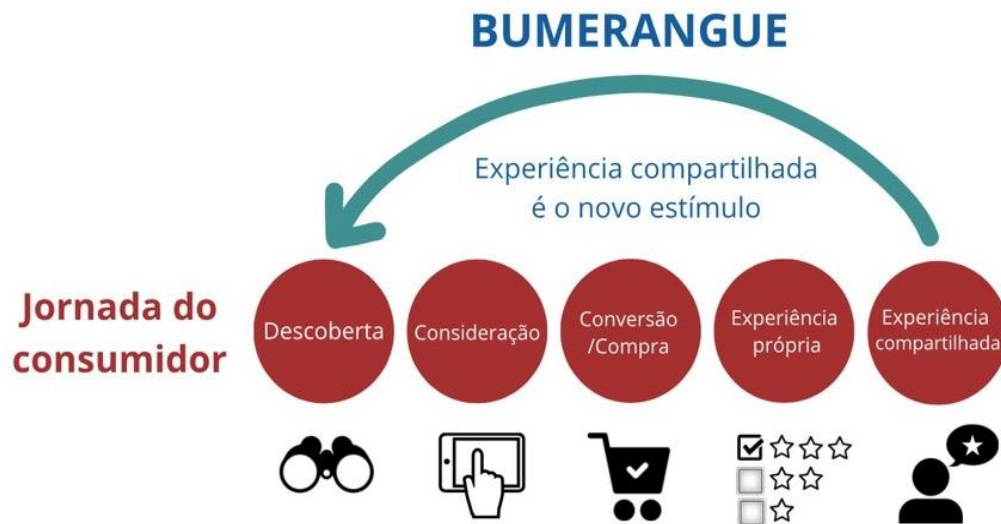 BUMERANGUE
Experiência compartilhada
é o novo estímulo
Jornada do
consumidor
Descoberta
Consideração
Conversão
/Compra
Experiência
própria
Experiência
compartilhada